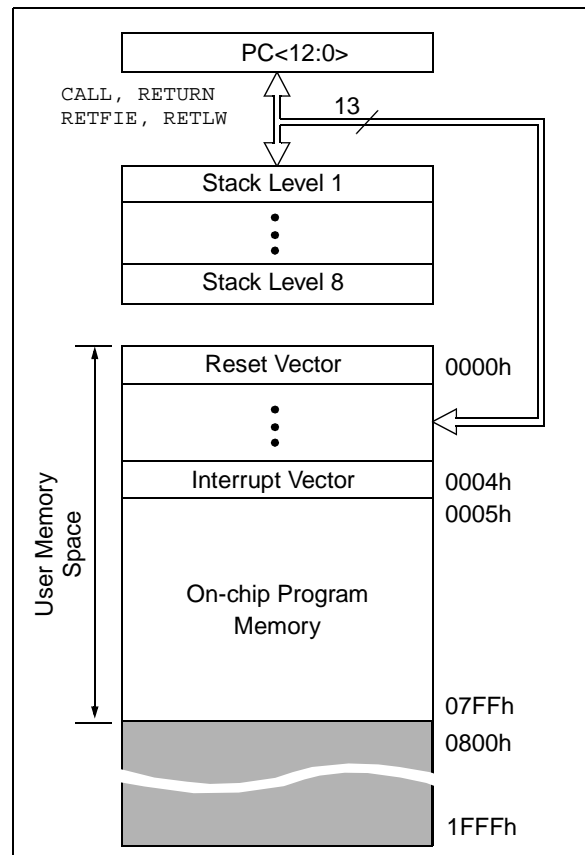 PC<12:0>
CALL, RETURN
RETFIE, RETLW
13
Stack Level 1
Stack Level 8
Reset Vector
0000h
Interrupt Vector
0004h
0005h
User Memory
Space
On-chip Program
Memory
07FFh
0800h
1FFFh